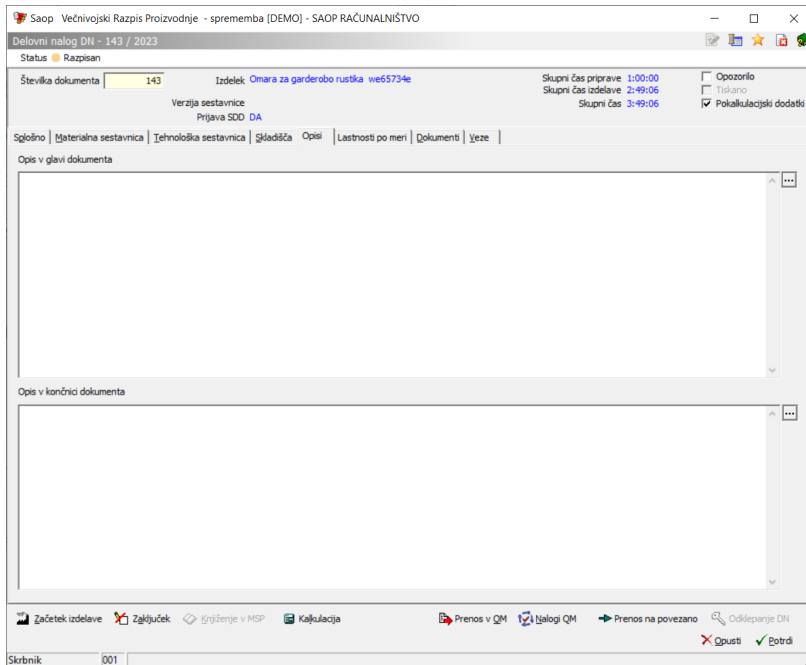 Saop Večnivojski Razpis Proizvodnje - sprememba [DEMO] - SAOP RAČUNALNIŠTVO
Delovni nalog DN - 143 / 2023
Status Razpisan
Številka dokumenta 143 Izdelek Omara za garderobo rustika we65734e Skupni čas priprave 1:00:00 Opozorilo
Skupni čas izdelave 2:49:06 Tiskano
Verzija sestavnice Skupni čas 3:49:06 Pokalkulacijski dodatki
Prijava SDD DA
Splošno Materialna sestavnica Tehnološka sestavnica Skladišča Opisi Lastnosti po meri Dokumenti Veze
Opis v glavi dokumenta
...
Opis v končnici dokumenta
...
Začetek izdelave Zaključek Knjiženje v MSP Kalkulacija Prenos v QM Nalogi QM Prenos na povezano Odklepanje DN
Opusti Potrdi
Skrbnik 001